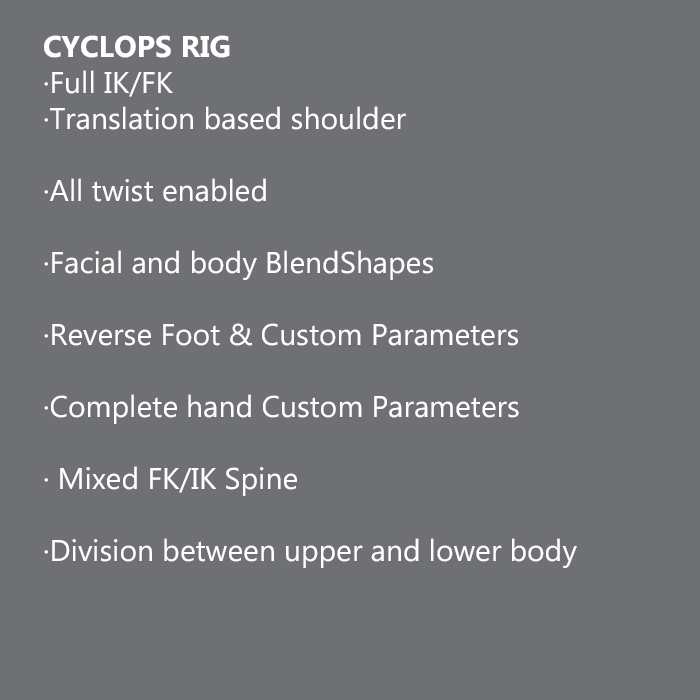 CYCLOPS RIG
·Full IK/FK
·Translation based shoulder
·All twist enabled
·Facial and body BlendShapes
·Reverse Foot & Custom Parameters
·Complete hand Custom Parameters
· Mixed FK/IK Spine
·Division between upper and lower body